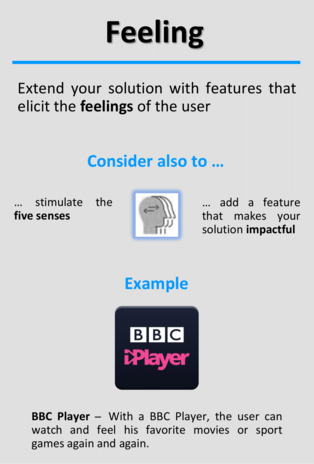 Feeling
Extend your solution with features that
elicit the feelings of the user
Consider also to …
… stimulate the
five senses
… add a feature
that makes your
solution impactful
Example
BBC
iPlayer
BBC Player – With a BBC Player, the user can
watch and feel his favorite movies or sport
games again and again.